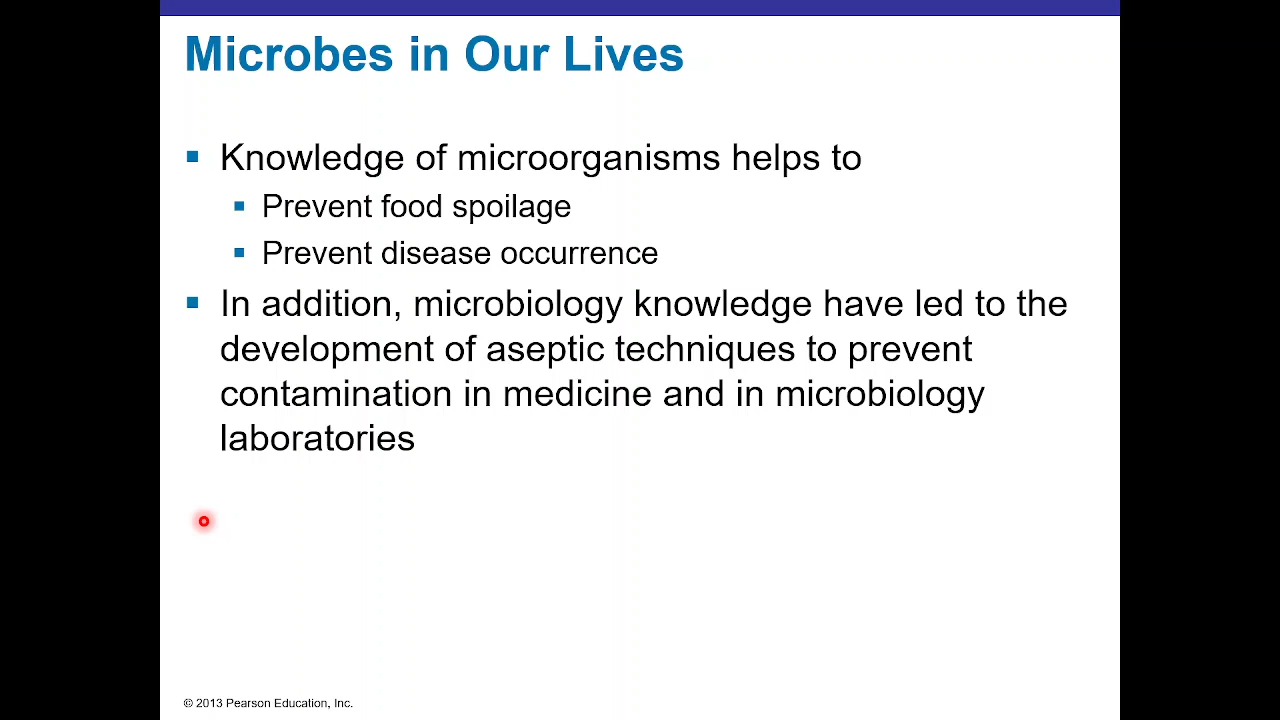 Microbes in Our Lives
Knowledge of microorganisms helps to
Prevent food spoilage
Prevent disease occurrence
In addition, microbiology knowledge have led to the
development of aseptic techniques to prevent
contamination in medicine and in microbiology
laboratories
© 2013 Pearson Education, Inc.